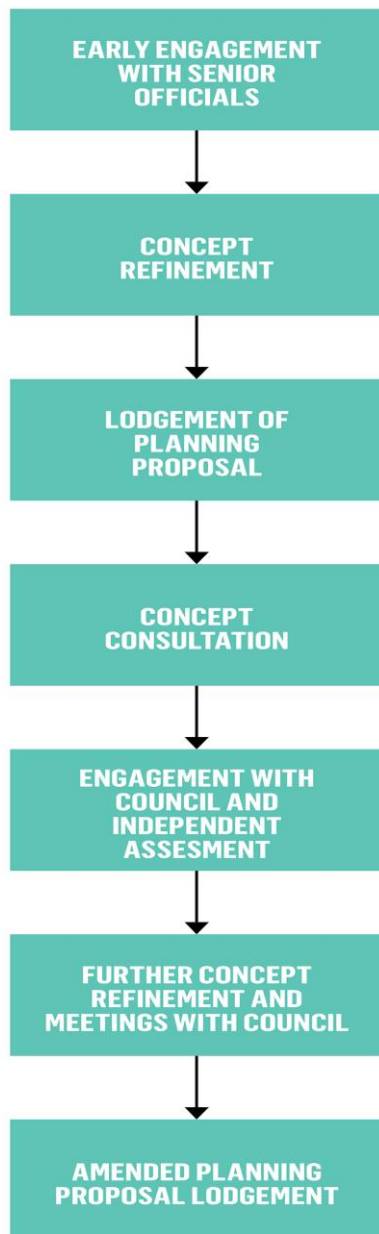 EARLY ENGAGEMENT
WITH SENIOR
OFFICIALS
CONCEPT
REFINEMENT
LODGEMENT OF
PLANNING
PROPOSAL
CONCEPT
CONSULTATION
ENGAGEMENT WITH
COUNCIL AND
INDEPENDENT
ASSESMENT
FURTHER CONCEPT
REFINEMENT AND
MEETINGS WITH COUNCIL
AMENDED PLANNING
PROPOSAL LODGEMENT